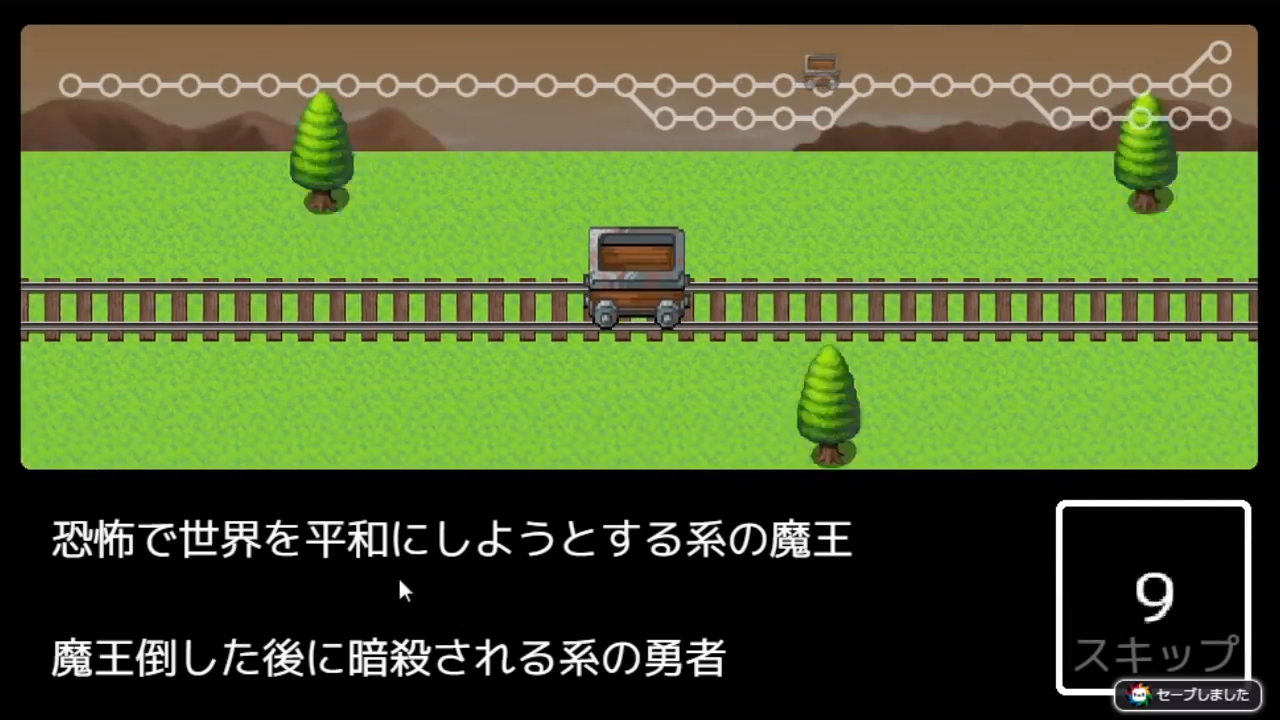 恐怖で世界を平和にしようとする系の魔王
魔王倒した後に暗殺される系の勇者
9
スキップ
セーブしました